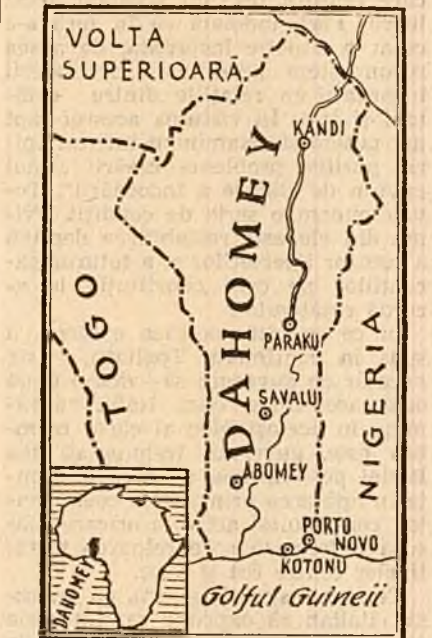 VOLTA
SUPERIOARĂ
KANDI
DAHOMEY
TOGO
NIGERIA
PARAKU
SAVALU
ABOMEY
PORTO
NOVO
KOTONU
Golful Guineii
DAHOMEY